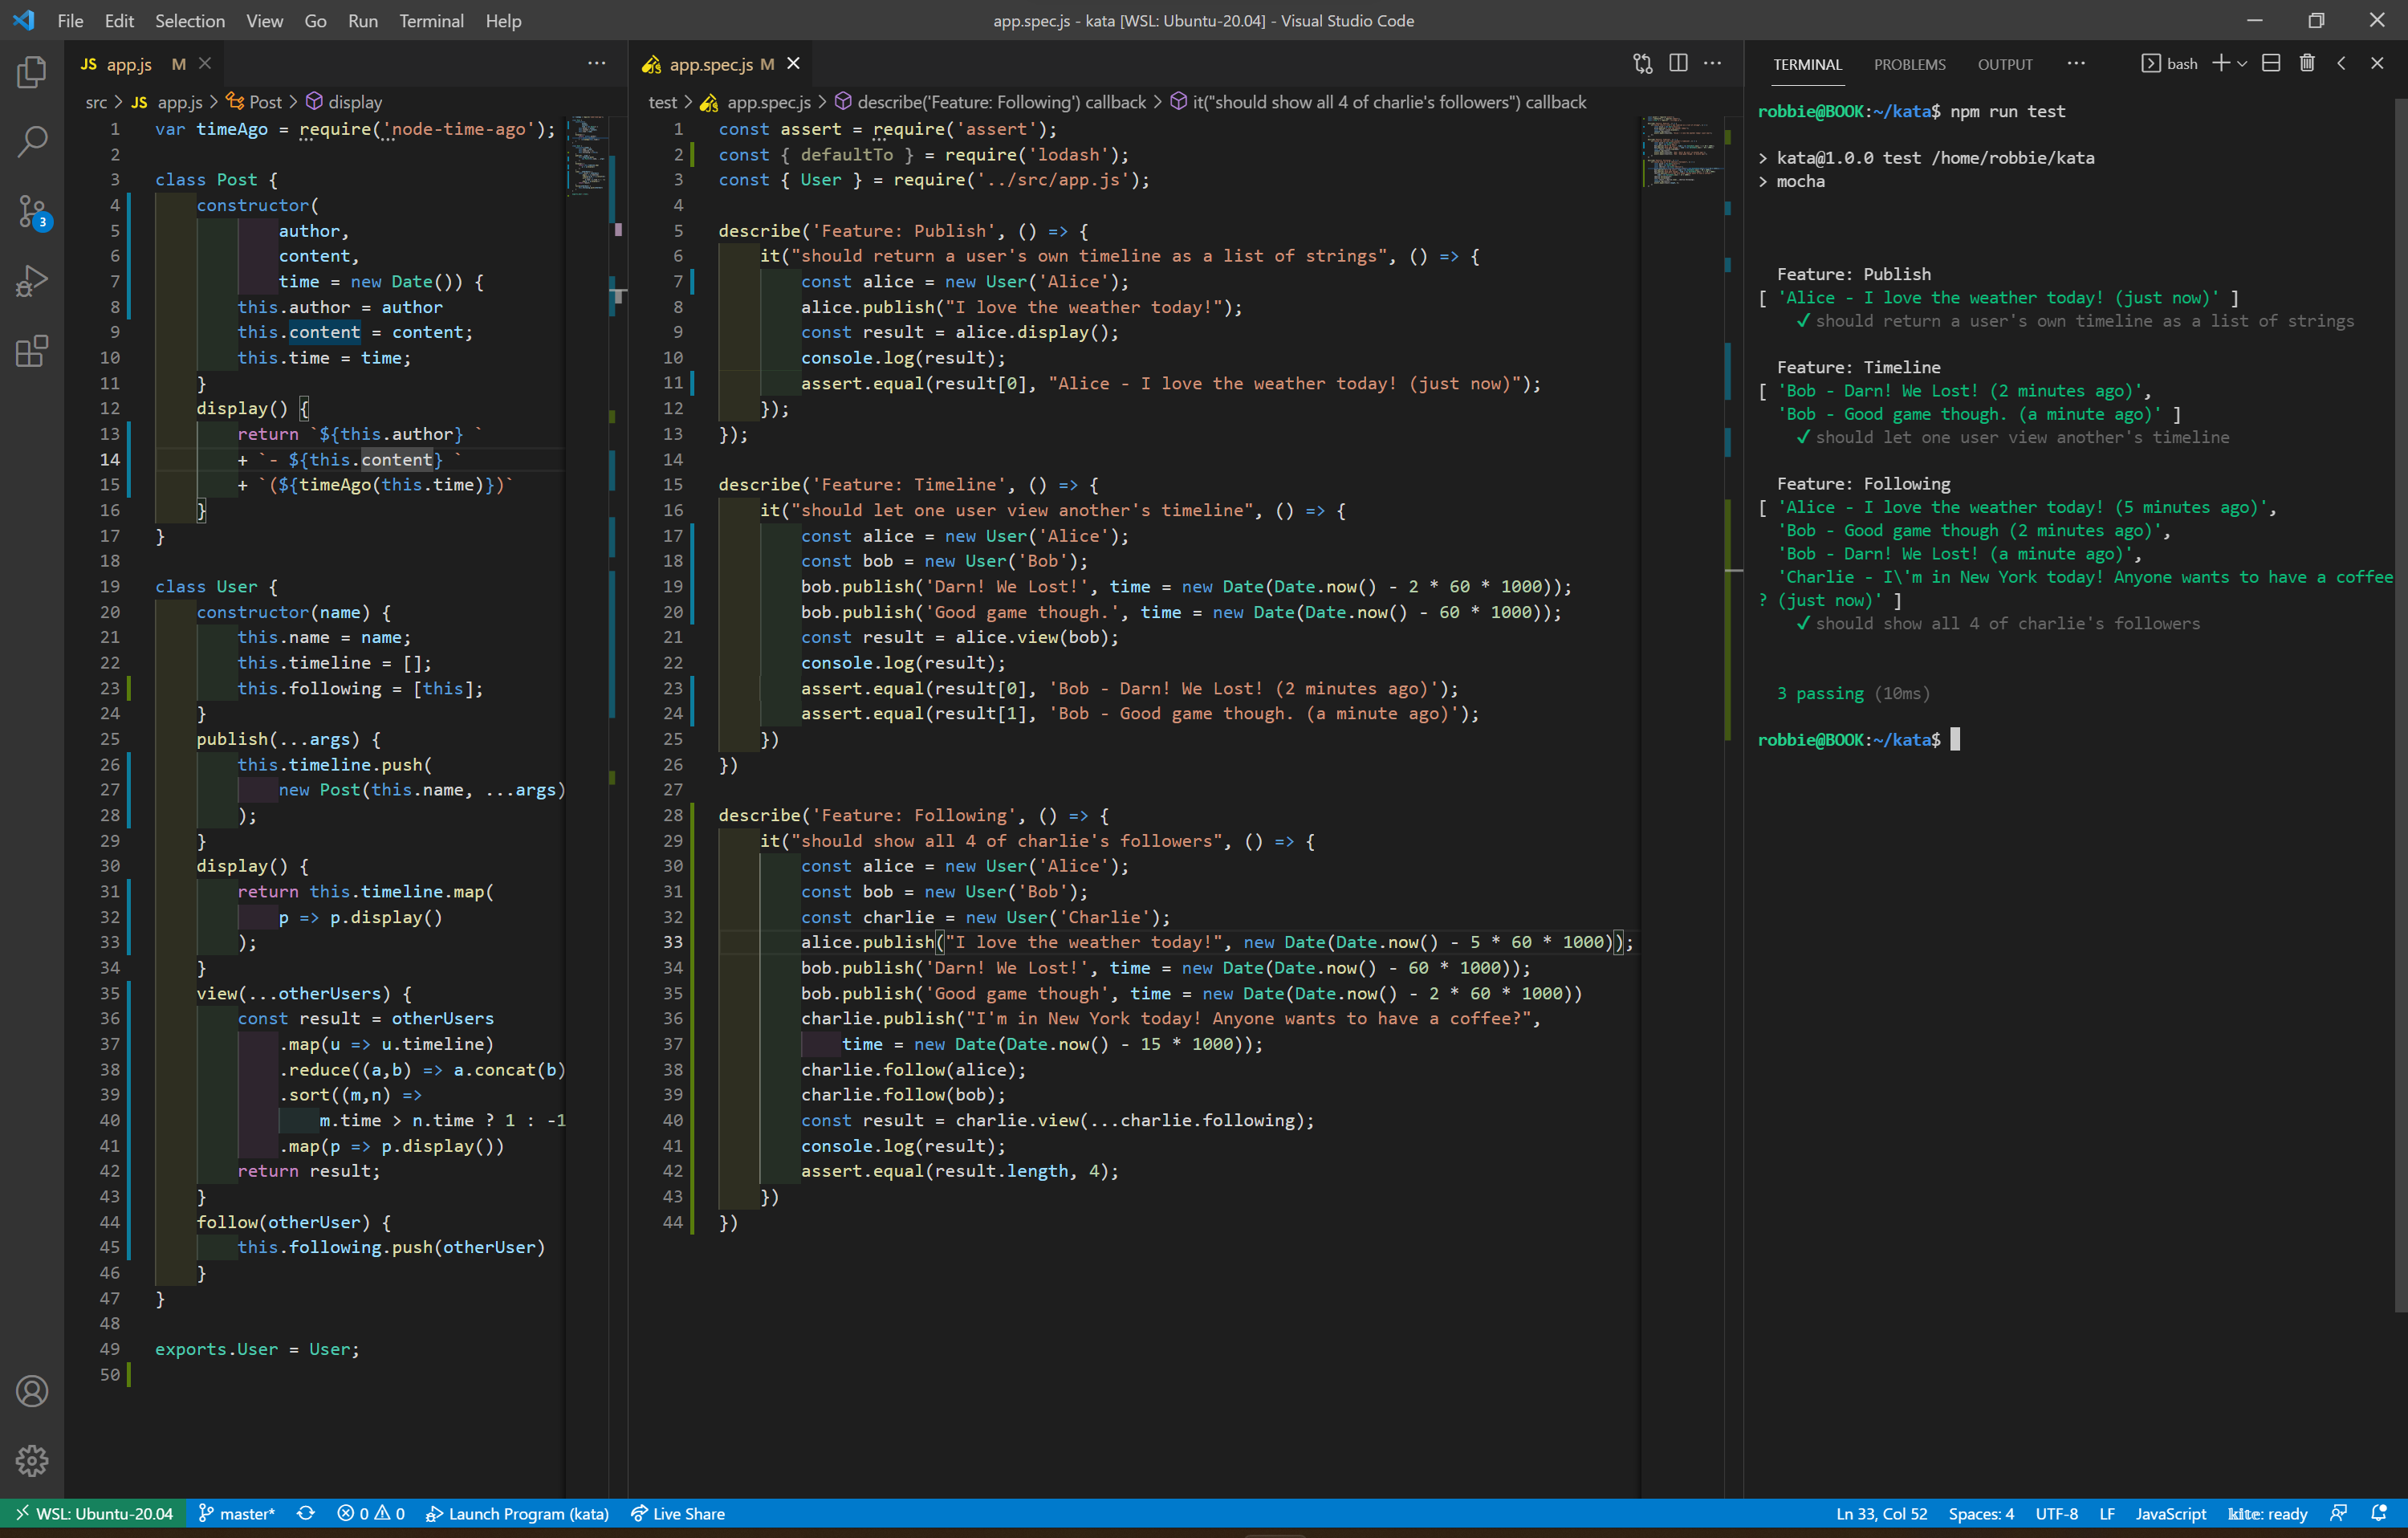 File Edit Selection View Go Run Terminal Help
app.spec.js - kata [WSL: Ubuntu-20.04] - Visual Studio Code
JS app.js M
src > JS app.js > Post > display
1 var timeAgo = require('node-time-ago');
2
3 class Post {
4 constructor(
5 author,
6 content,
7 time = new Date()) {
8 this.author = author
9 this.content = content;
10 this.time = time;
11 }
12 display() {
13 return `${this.author} `
14 + `- ${this.content} `
15 + `(${timeAgo(this.time)})`
16 }
17 }
18
19 class User {
20 constructor(name) {
21 this.name = name;
22 this.timeline = [];
23 this.following = [this];
24 }
25 publish(...args) {
26 this.timeline.push(
27 new Post(this.name, ...args)
28 );
29 }
30 display() {
31 return this.timeline.map(
32 p => p.display()
33 );
34 }
35 view(...otherUsers) {
36 const result = otherUsers
37 .map(u => u.timeline)
38 .reduce((a,b) => a.concat(b)
39 .sort((m,n) =>
40 m.time > n.time ? 1 : -1
41 .map(p => p.display())
42 return result;
43 }
44 follow(otherUser) {
45 this.following.push(otherUser)
46 }
47 }
48
49 exports.User = User;
50
app.spec.js M
test > app.spec.js > describe('Feature: Following') callback > it("should show all 4 of charlie's followers") callback
1 const assert = require('assert');
2 const { defaultTo } = require('lodash');
3 const { User } = require('../src/app.js');
4
5 describe('Feature: Publish', () => {
6 it("should return a user's own timeline as a list of strings", () => {
7 const alice = new User('Alice');
8 alice.publish("I love the weather today!");
9 const result = alice.display();
10 console.log(result);
11 assert.equal(result[0], "Alice - I love the weather today! (just now)");
12 });
13 });
14
15 describe('Feature: Timeline', () => {
16 it("should let one user view another's timeline", () => {
17 const alice = new User('Alice');
18 const bob = new User('Bob');
19 bob.publish('Darn! We Lost!', time = new Date(Date.now() - 2 * 60 * 1000));
20 bob.publish('Good game though.', time = new Date(Date.now() - 60 * 1000));
21 const result = alice.view(bob);
22 console.log(result);
23 assert.equal(result[0], 'Bob - Darn! We Lost! (2 minutes ago)');
24 assert.equal(result[1], 'Bob - Good game though. (a minute ago)');
25 })
26 })
27
28 describe('Feature: Following', () => {
29 it("should show all 4 of charlie's followers", () => {
30 const alice = new User('Alice');
31 const bob = new User('Bob');
32 const charlie = new User('Charlie');
33 alice.publish("I love the weather today!", new Date(Date.now() - 5 * 60 * 1000));
34 bob.publish('Darn! We Lost!', time = new Date(Date.now() - 60 * 1000));
35 bob.publish('Good game though', time = new Date(Date.now() - 2 * 60 * 1000))
36 charlie.publish("I'm in New York today! Anyone wants to have a coffee?",
37 time = new Date(Date.now() - 15 * 1000));
38 charlie.follow(alice);
39 charlie.follow(bob);
40 const result = charlie.view(...charlie.following);
41 console.log(result);
42 assert.equal(result.length, 4);
43 })
44 })
TERMINAL PROBLEMS OUTPUT ... bash
robbie@BOOK:~/kata$ npm run test
> kata@1.0.0 test /home/robbie/kata
> mocha
Feature: Publish
[ 'Alice - I love the weather today! (just now)' ]
✓ should return a user's own timeline as a list of strings
Feature: Timeline
[ 'Bob - Darn! We Lost! (2 minutes ago)',
'Bob - Good game though. (a minute ago)' ]
✓ should let one user view another's timeline
Feature: Following
[ 'Alice - I love the weather today! (5 minutes ago)',
'Bob - Good game though (2 minutes ago)',
'Bob - Darn! We Lost! (a minute ago)',
'Charlie - I\'m in New York today! Anyone wants to have a coffee
? (just now)' ]
✓ should show all 4 of charlie's followers
3 passing (10ms)
robbie@BOOK:~/kata$
3
WSL: Ubuntu-20.04 master* 0 0 Launch Program (kata) Live Share
Ln 33, Col 52 Spaces: 4 UTF-8 LF JavaScript kite: ready